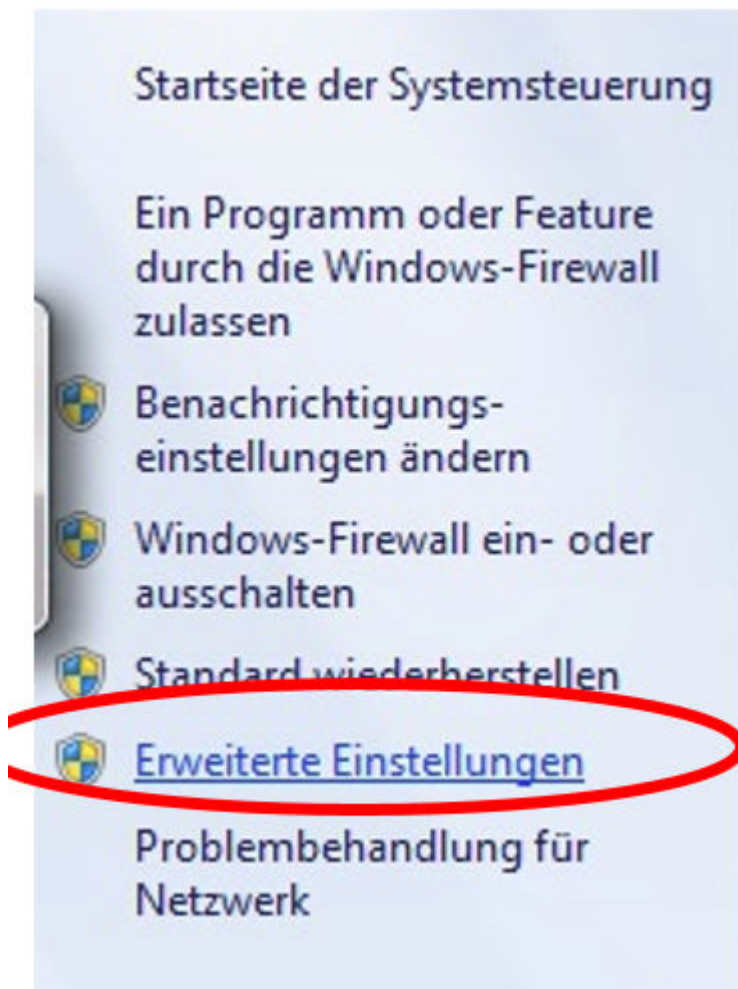 Startseite der Systemsteuerung
Ein Programm oder Feature
durch die Windows-Firewall
zulassen
Benachrichtigungs-
einstellungen ändern
Windows-Firewall ein- oder
ausschalten
Standard wiederherstellen
Erweiterte Einstellungen
Problembehandlung für
Netzwerk